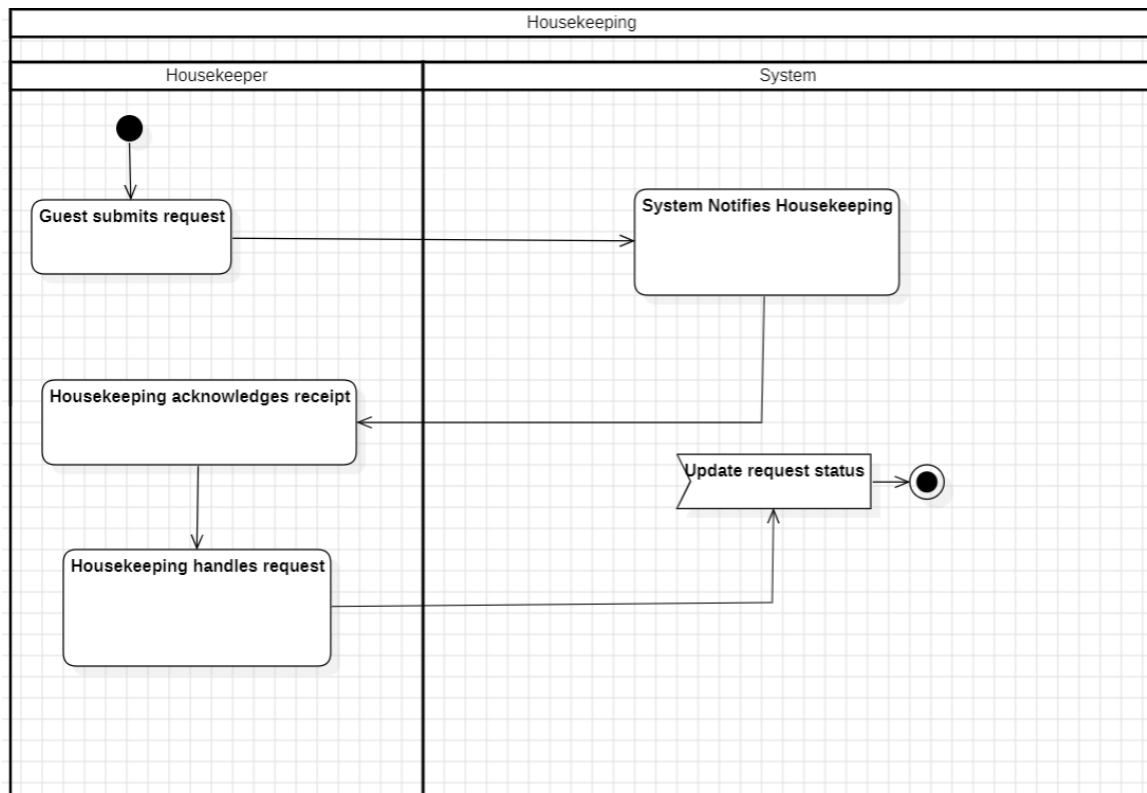 Housekeeping
Housekeeper
System
Guest submits request
System Notifies Housekeeping
Housekeeping acknowledges receipt
Update request status
Housekeeping handles request